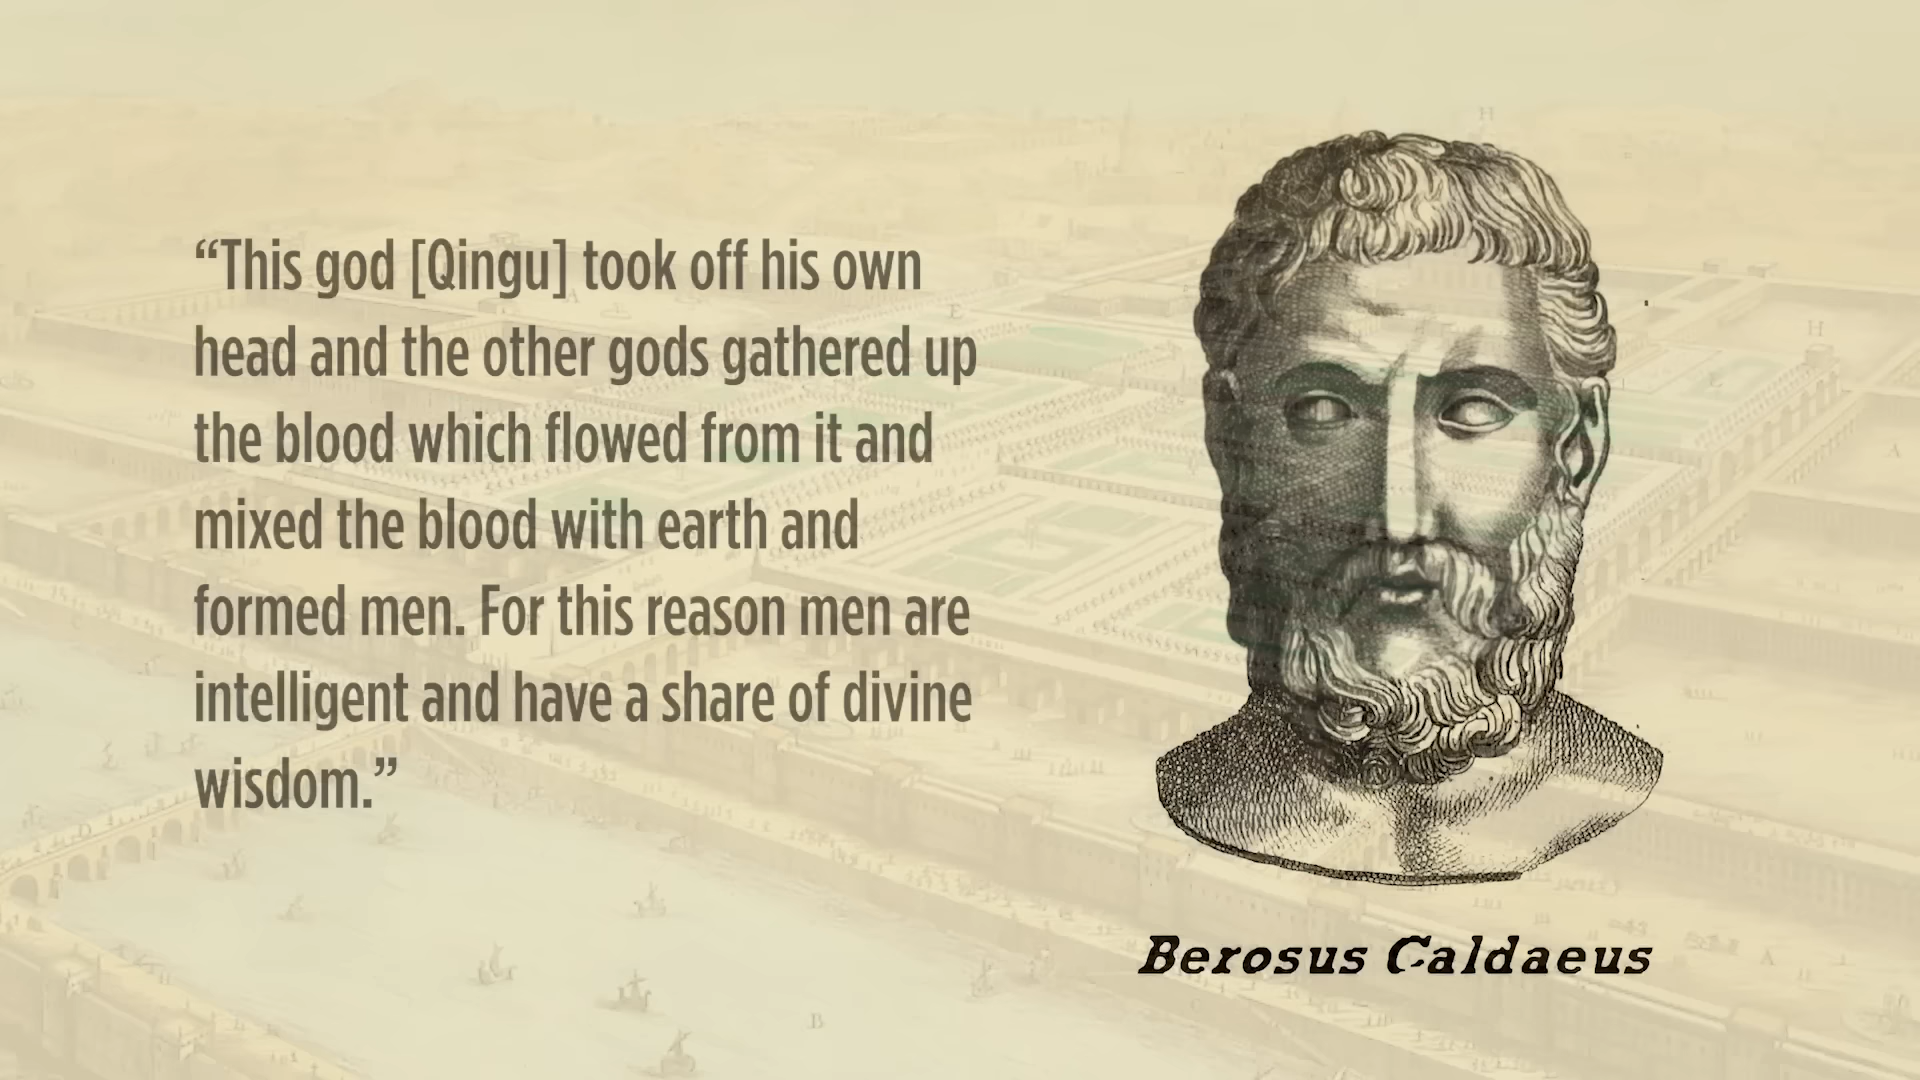 “This god [Qingu] took off his own
head and the other gods gathered up
the blood which flowed from it and
mixed the blood with earth and
formed men. For this reason men are
intelligent and have a share of divine
wisdom.”
Berosus Caldaeus
H
A
E
H
A
B